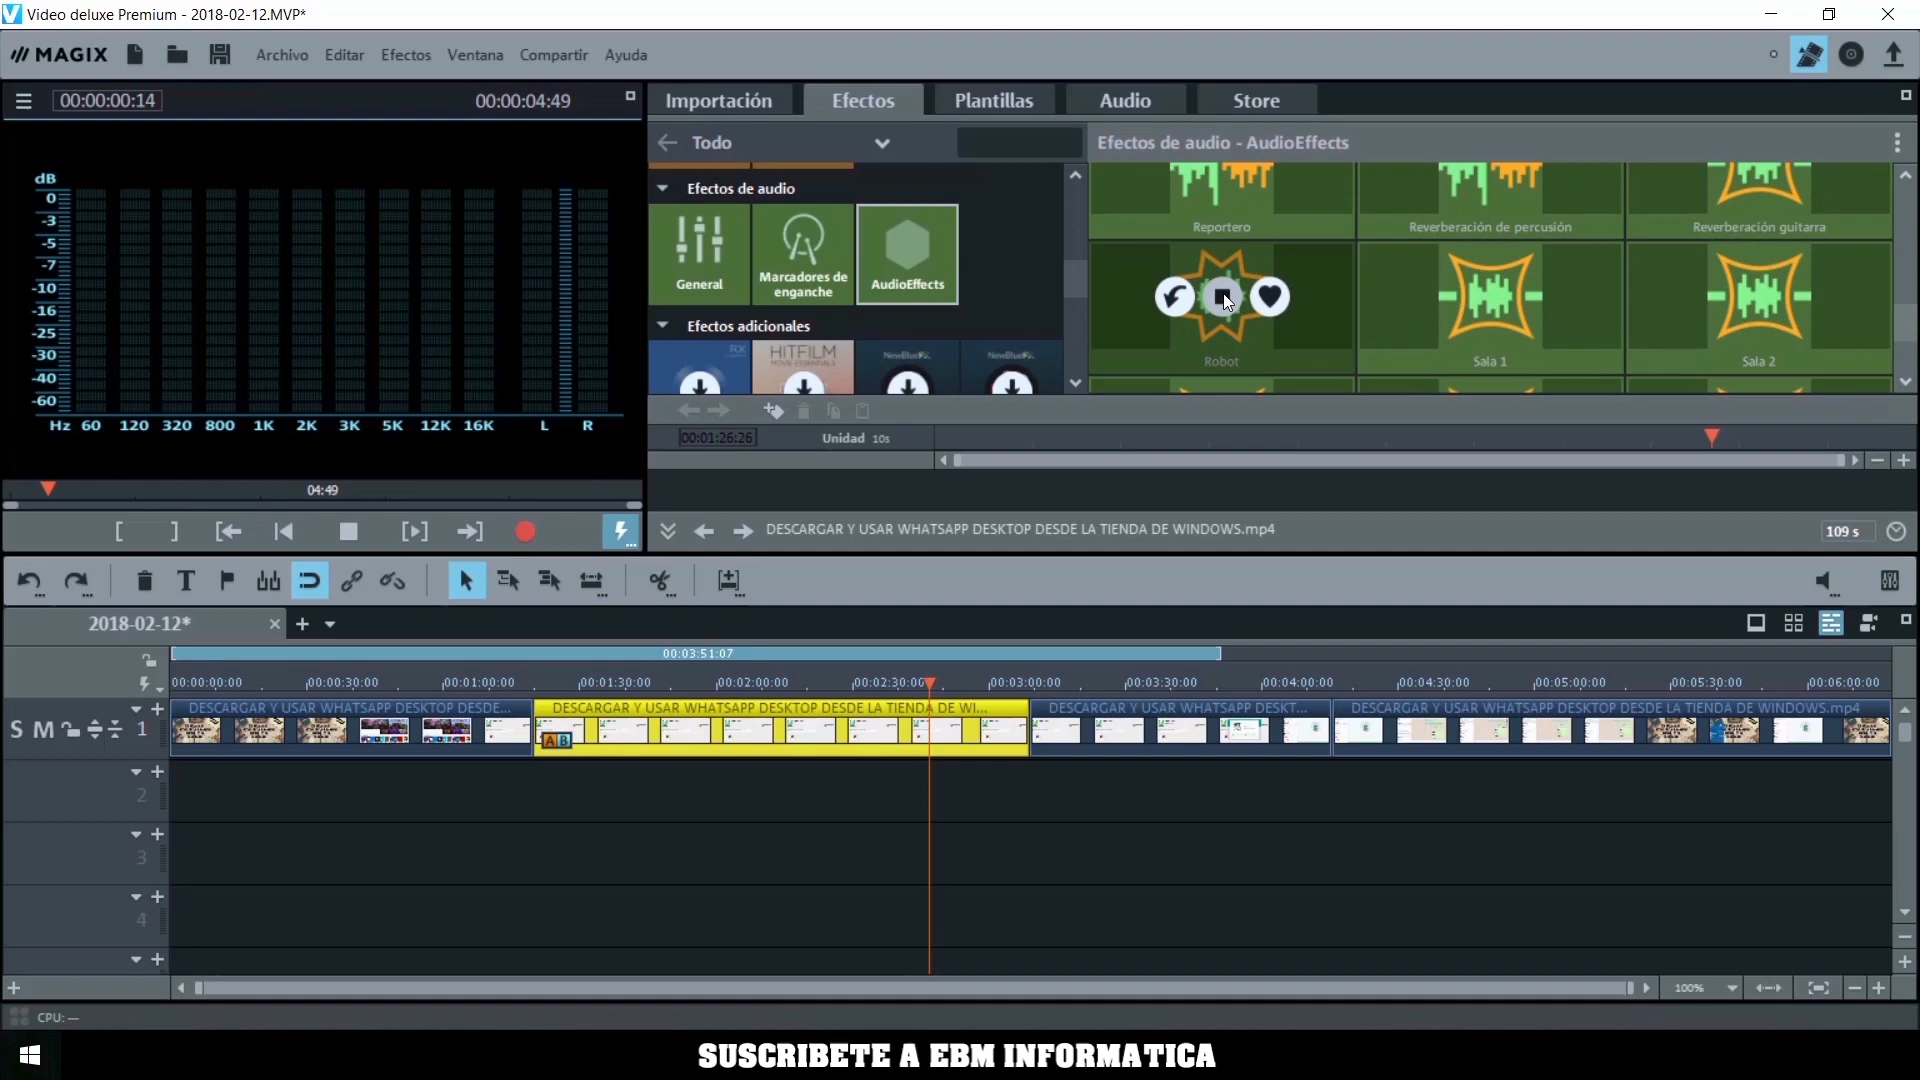 Video deluxe Premium - 2018-02-12.MVP*
MAGIX Archivo Editar Efectos Ventana Compartir Ayuda
00:00:00:14 00:00:04:49
Importación Efectos Plantillas Audio Store
Todo
Efectos de audio - AudioEffects
dB
0
-3
-5
-7
-10
-16
-25
-30
-40
-60
Hz 60 120 320 800 1K 2K 3K 5K 12K 16K L R
04:49
Efectos de audio
General
Marcadores de enganche
AudioEffects
Efectos adicionales
RX
HITFILM
MOVIE ESSENTIALS
NewBlueFX
NewBlueFX
Reportero
Reverberación de percusión
Reverberación guitarra
Robot
Sala 1
Sala 2
00:01:26:26
Unidad 10s
DESCARGAR Y USAR WHATSAPP DESKTOP DESDE LA TIENDA DE WINDOWS.mp4
109 s
2018-02-12*
00:03:51:07
00:00:00:00 00:00:30:00 00:01:00:00 00:01:30:00 00:02:00:00 00:02:30:00 00:03:00:00 00:03:30:00 00:04:00:00 00:04:30:00 00:05:00:00 00:05:30:00 00:06:00:00
S M 1
DESCARGAR Y USAR WHATSAPP DESKTOP DESDE...
DESCARGAR Y USAR WHATSAPP DESKTOP DESDE LA TIENDA DE WI...
DESCARGAR Y USAR WHATSAPP DESKT...
DESCARGAR Y USAR WHATSAPP DESKTOP DESDE LA TIENDA DE WINDOWS.mp4
A B
2
3
4
100%
CPU: —
SUSCRIBETE A EBM INFORMATICA